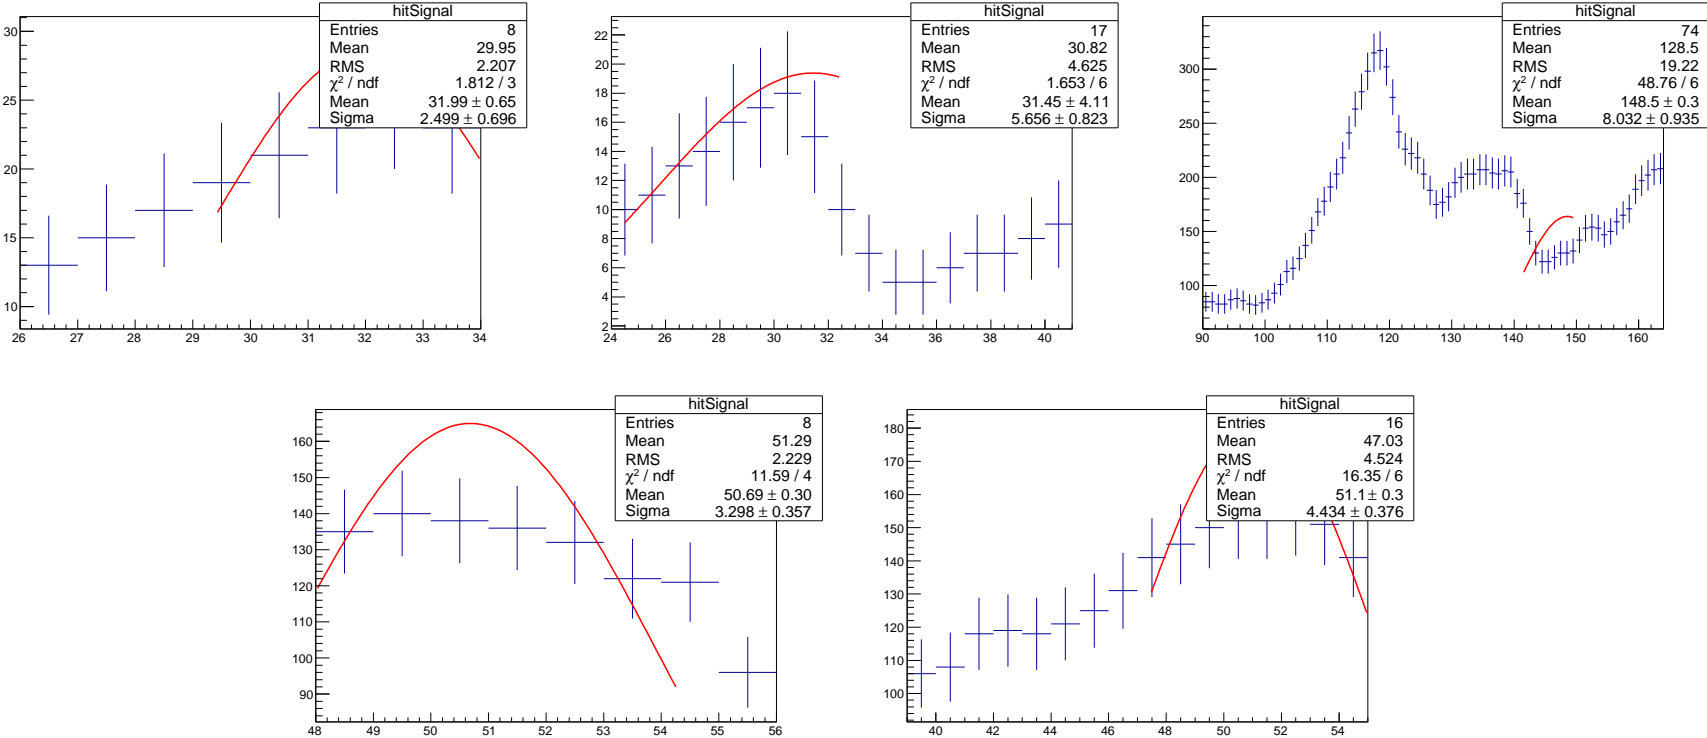 hitSignal
Entries 8
Mean 29.95
RMS 2.207
χ² / ndf 1.812 / 3
Mean 31.99 ± 0.65
Sigma 2.499 ± 0.696
30
25
20
15
10
26 27 28 29 30 31 32 33 34
hitSignal
Entries 17
Mean 30.82
RMS 4.625
χ² / ndf 1.653 / 6
Mean 31.45 ± 4.11
Sigma 5.656 ± 0.823
22
20
18
16
14
12
10
8
6
4
2
24 26 28 30 32 34 36 38 40
hitSignal
Entries 74
Mean 128.5
RMS 19.22
χ² / ndf 48.76 / 6
Mean 148.5 ± 0.3
Sigma 8.032 ± 0.935
300
250
200
150
100
90 100 110 120 130 140 150 160
hitSignal
Entries 8
Mean 51.29
RMS 2.229
χ² / ndf 11.59 / 4
Mean 50.69 ± 0.30
Sigma 3.298 ± 0.357
160
150
140
130
120
110
100
90
48 49 50 51 52 53 54 55 56
hitSignal
Entries 16
Mean 47.03
RMS 4.524
χ² / ndf 16.35 / 6
Mean 51.1 ± 0.3
Sigma 4.434 ± 0.376
180
170
160
150
140
130
120
110
100
40 42 44 46 48 50 52 54